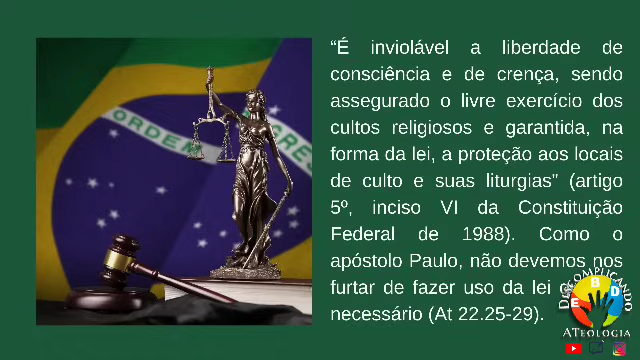 “É inviolável a liberdade de
consciência e de crença, sendo
assegurado o livre exercício dos
cultos religiosos e garantida, na
forma da lei, a proteção aos locais
de culto e suas liturgias” (artigo
5º, inciso VI da Constituição
Federal de 1988). Como o
apóstolo Paulo, não devemos nos
furtar de fazer uso da lei
necessário (At 22.25-29).
ORDEM
DESCOMPLICANDO
EBD
ATEOLOGIA